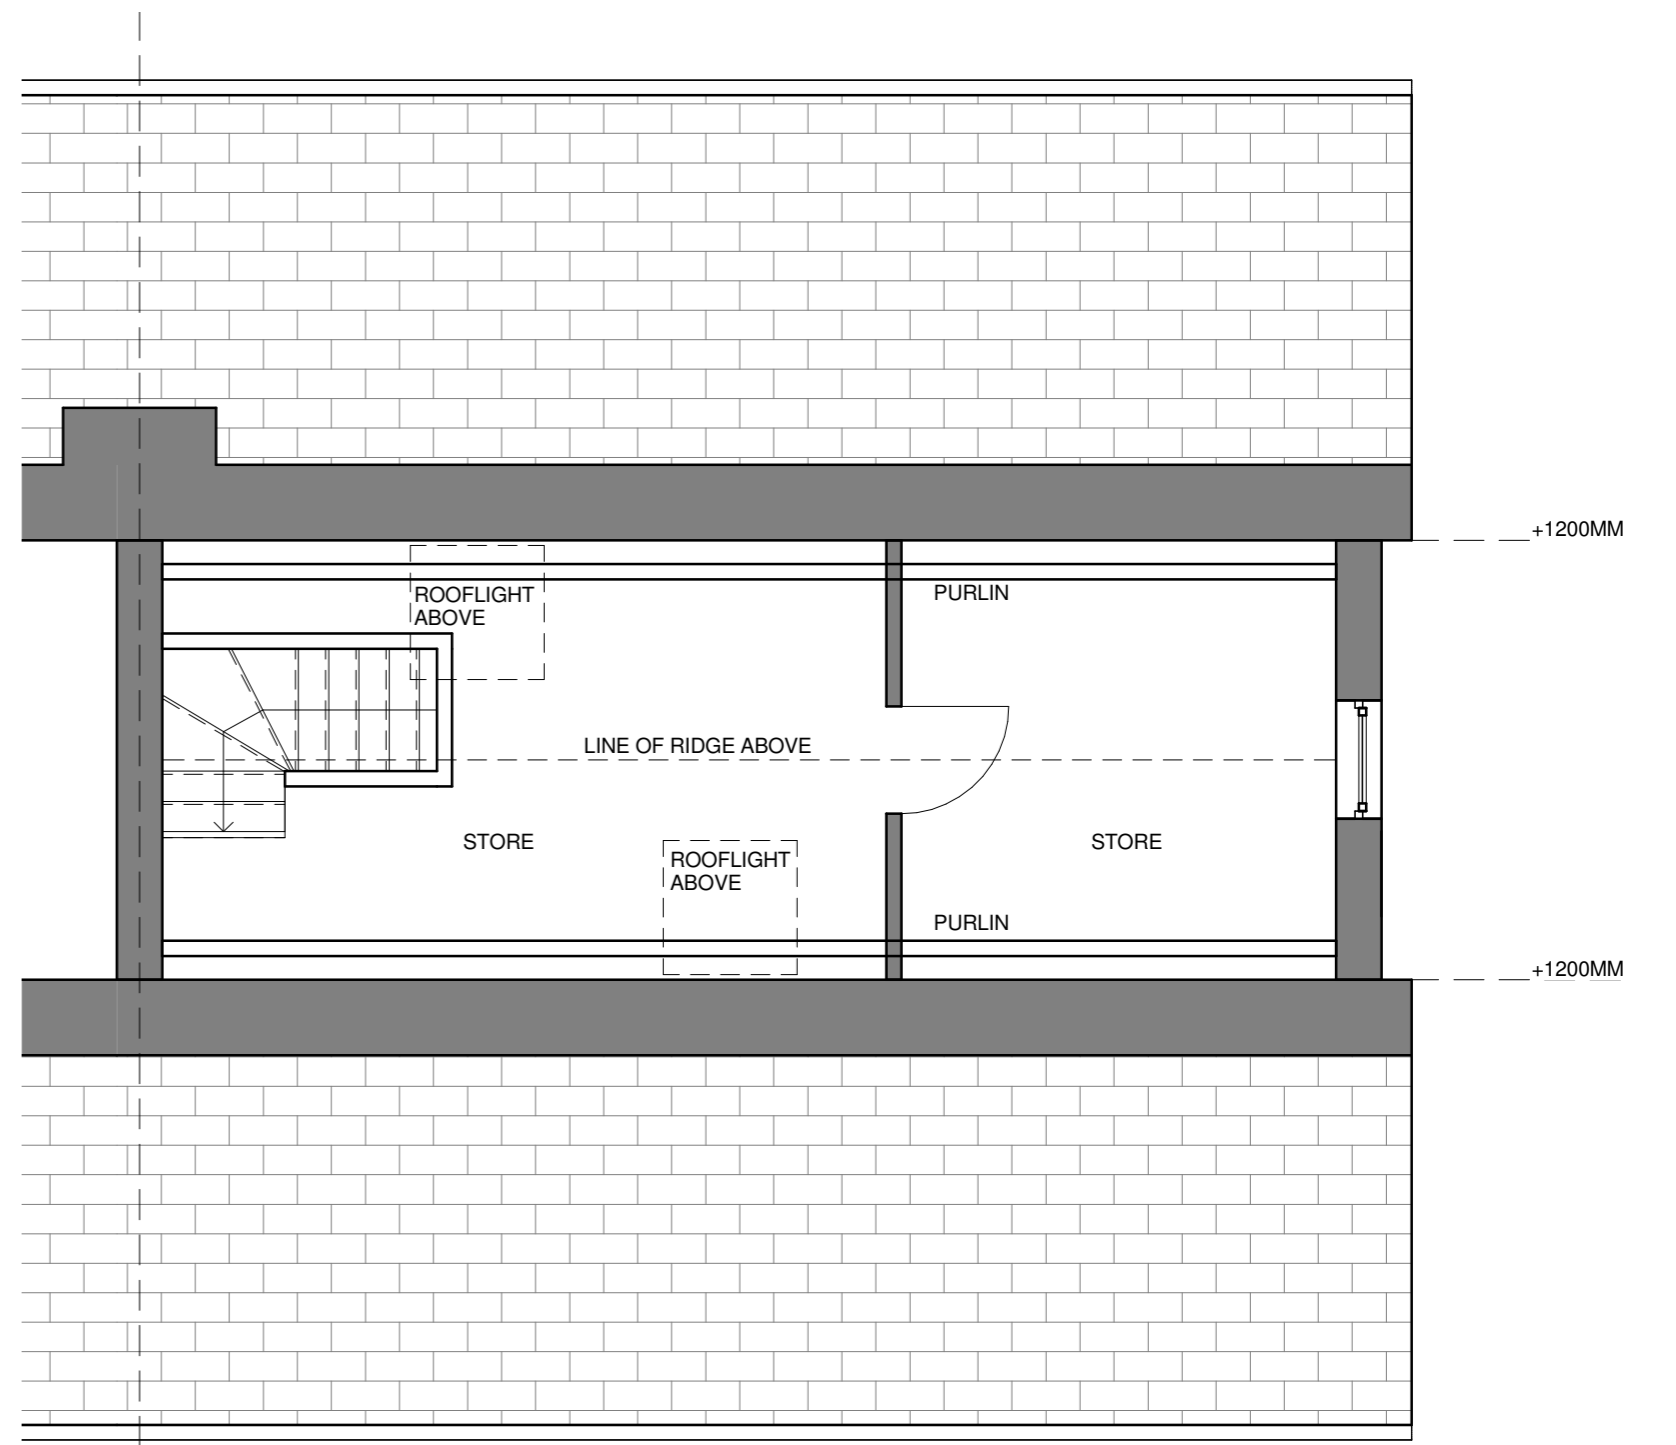 +1200MM
ROOFLIGHT
ABOVE
PURLIN
LINE OF RIDGE ABOVE
STORE
STORE
ROOFLIGHT
ABOVE
PURLIN
+1200MM